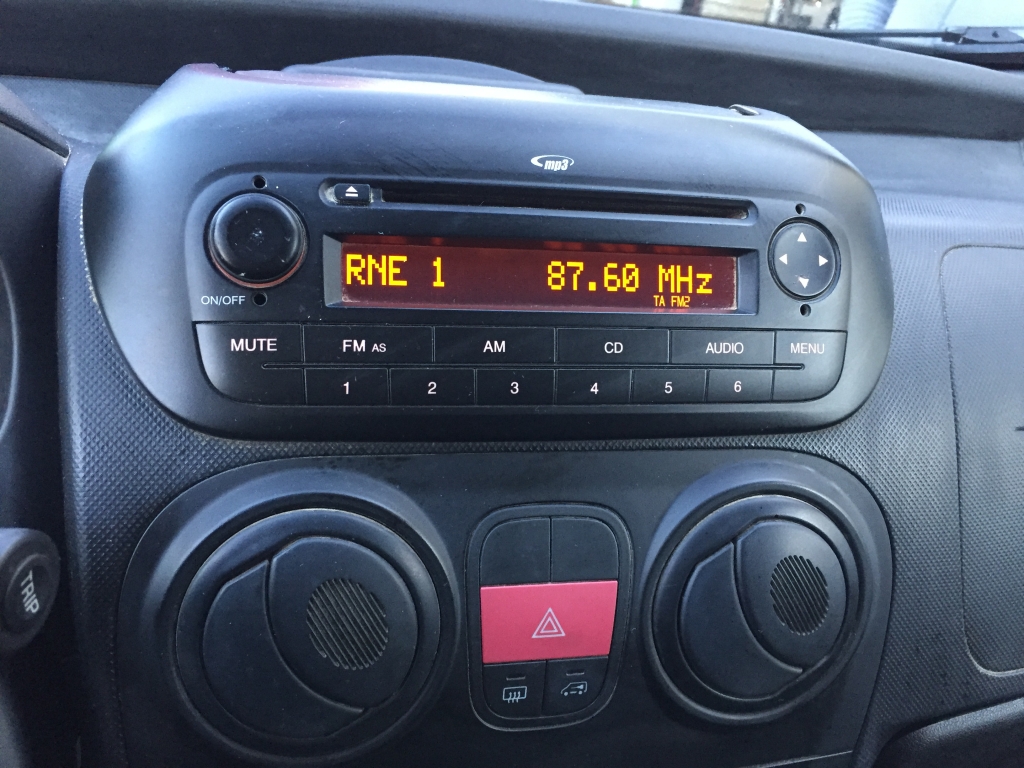 mp3
RNE 1 87.60 MHz
TA FM2
ON/OFF
MUTE FM AS AM CD AUDIO MENU
1 2 3 4 5 6
TRIP